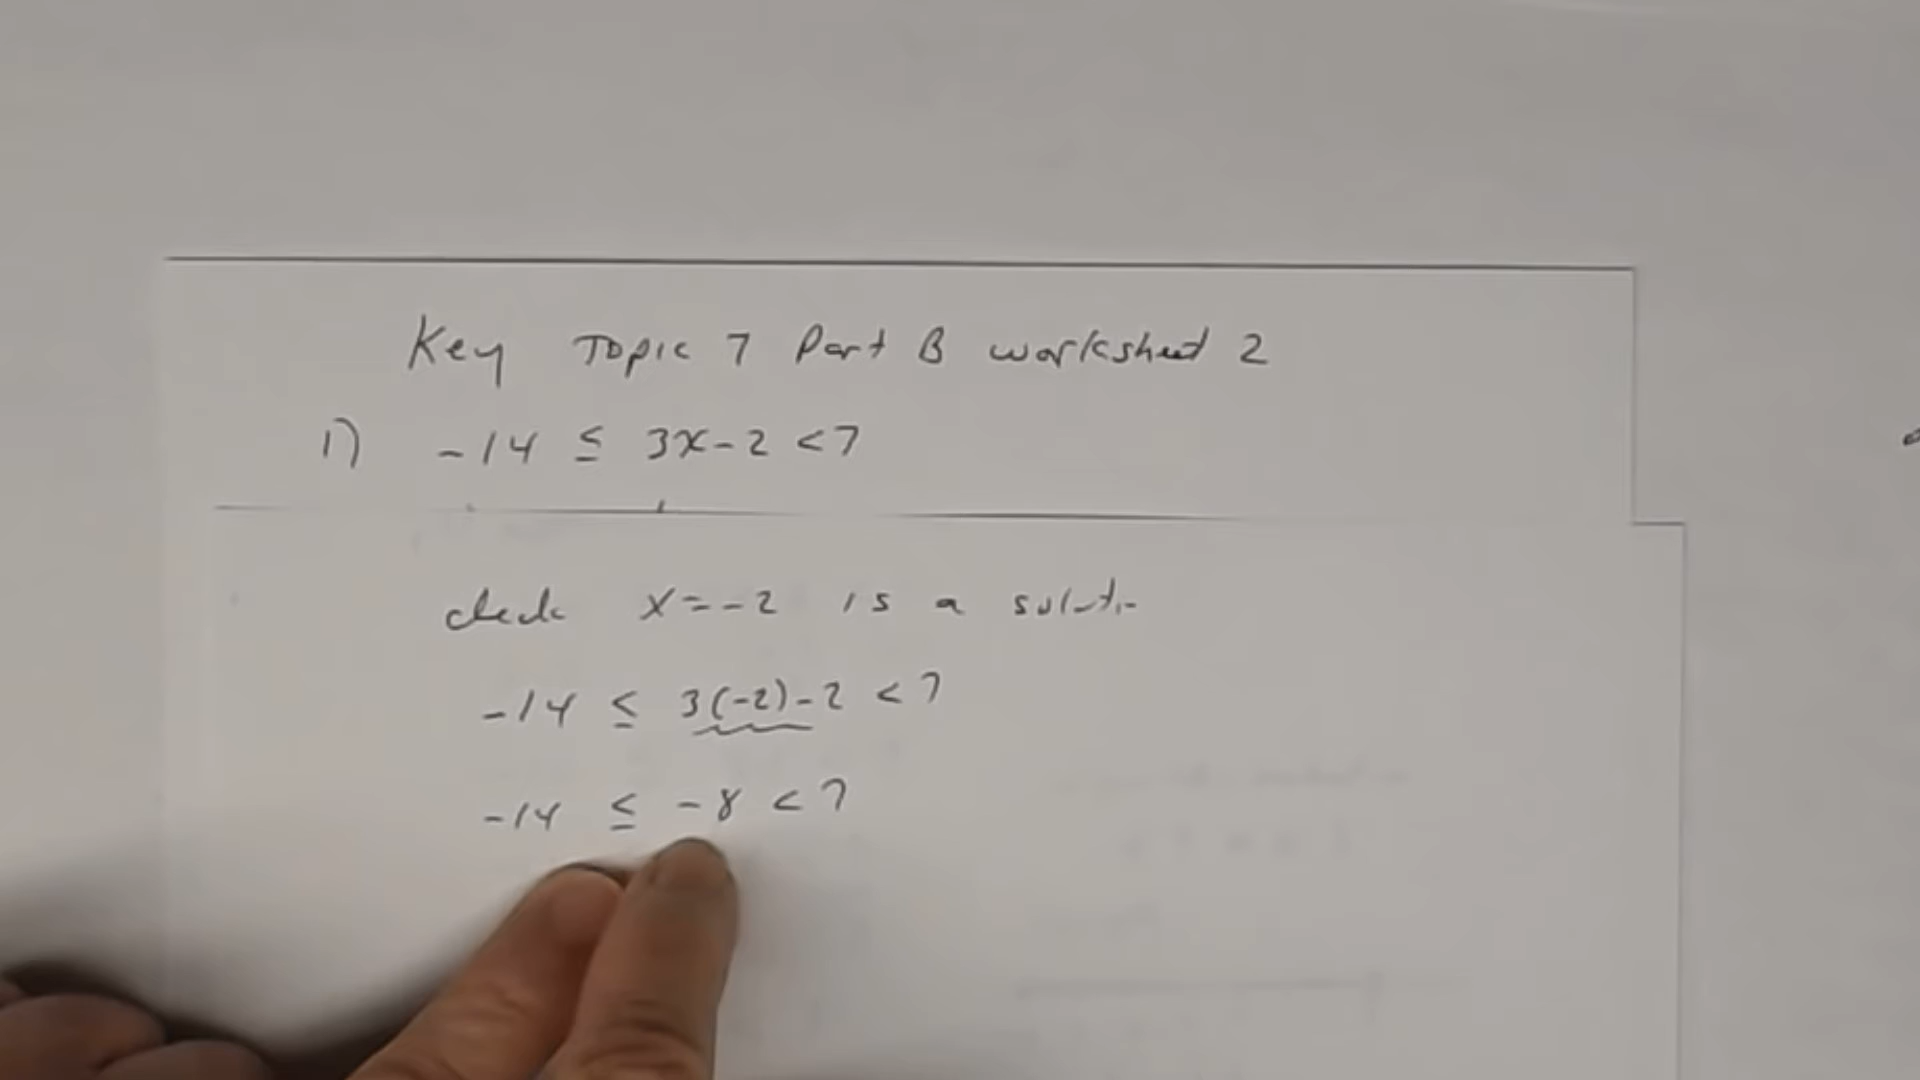 Key Topic 7 Part B worksheet 2
1) -14 ≤ 3x-2 <7
check x=-2 is a
-14 ≤ 3(-2)-2 <7
-14 ≤ -8 <7